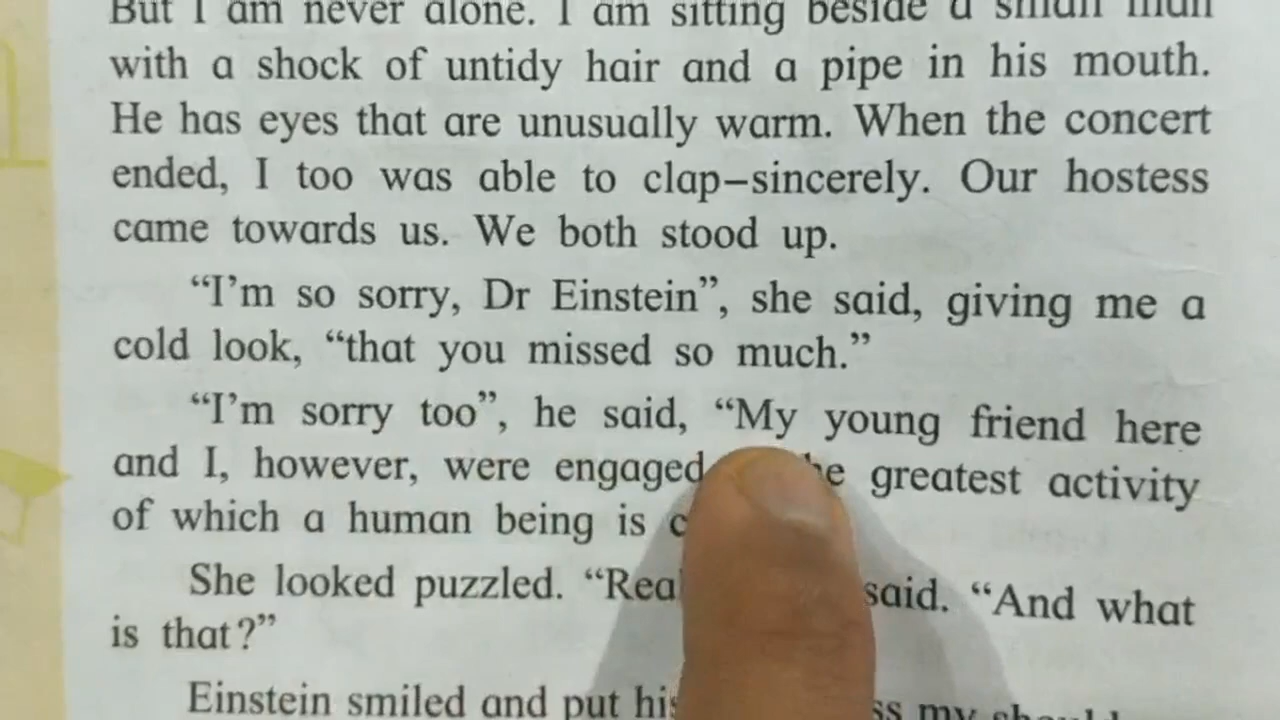 But I am never alone. I am sitting beside a small man
with a shock of untidy hair and a pipe in his mouth.
He has eyes that are unusually warm. When the concert
ended, I too was able to clap–sincerely. Our hostess
came towards us. We both stood up.
“I’m so sorry, Dr Einstein”, she said, giving me a
cold look, “that you missed so much.”
“I’m sorry too”, he said, “My young friend here
and I, however, were engaged greatest activity
of which a human being is
She looked puzzled. “ said. “And what
is that?”
Einstein smiled and put his my